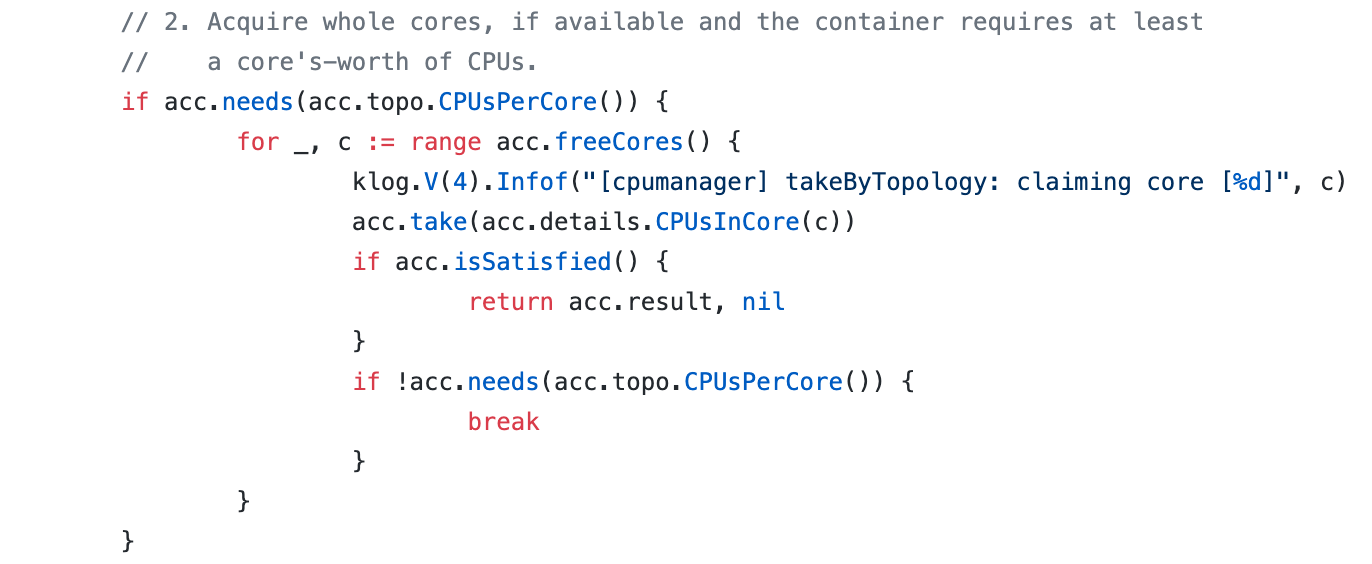 // 2. Acquire whole cores, if available and the container requires at least
//    a core's-worth of CPUs.
if acc.needs(acc.topo.CPUsPerCore()) {
        for _, c := range acc.freeCores() {
                klog.V(4).Infof("[cpumanager] takeByTopology: claiming core [%d]", c)
                acc.take(acc.details.CPUsInCore(c))
                if acc.isSatisfied() {
                        return acc.result, nil
                }
                if !acc.needs(acc.topo.CPUsPerCore()) {
                        break
                }
        }
}